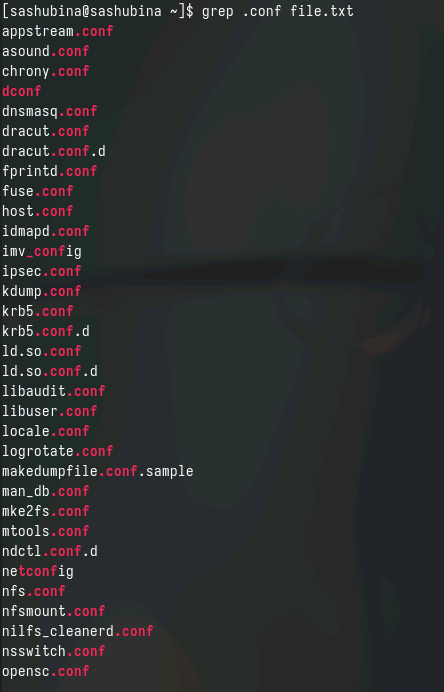 [sashubina@sashubina ~]$ grep .conf file.txt
appstream.conf
asound.conf
chrony.conf
dconf
dnsmasq.conf
dracut.conf
dracut.conf.d
fprintd.conf
fuse.conf
host.conf
idmapd.conf
imv_config
ipsec.conf
kdump.conf
krb5.conf
krb5.conf.d
ld.so.conf
ld.so.conf.d
libaudit.conf
libuser.conf
locale.conf
logrotate.conf
makedumpfile.conf.sample
man_db.conf
mke2fs.conf
mtools.conf
ndctl.conf.d
netconfig
nfs.conf
nfsmount.conf
nilfs_cleanerd.conf
nsswitch.conf
opensc.conf